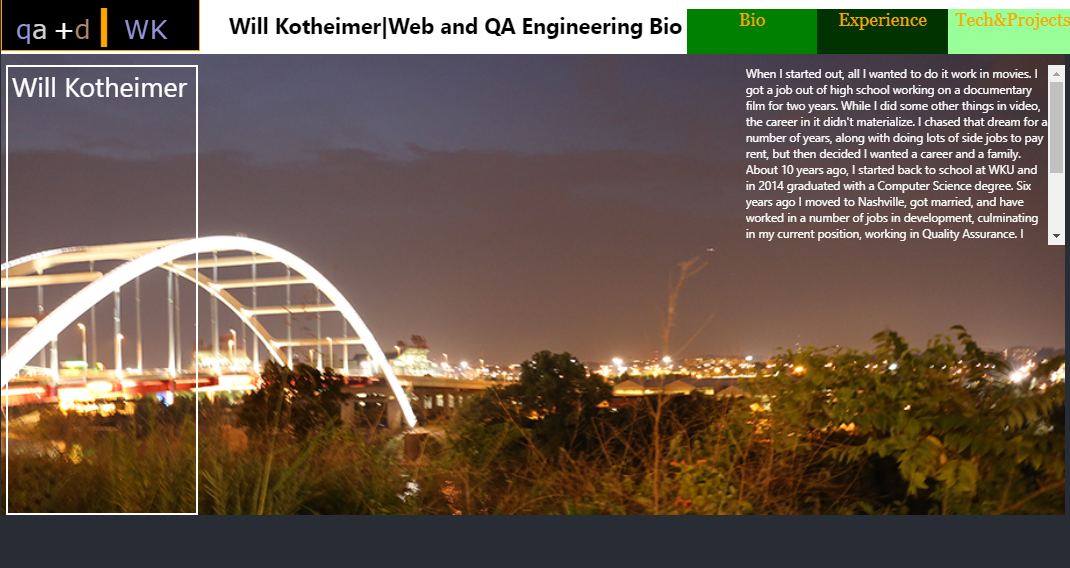 qa +d | WK
Will Kotheimer|Web and QA Engineering Bio
Bio
Experience
Tech&Projects
Will Kotheimer
When I started out, all I wanted to do it work in movies. I
got a job out of high school working on a documentary
film for two years. While I did some other things in video,
the career in it didn't materialize. I chased that dream for a
number of years, along with doing lots of side jobs to pay
rent, but then decided I wanted a career and a family.
About 10 years ago, I started back to school at WKU and
in 2014 graduated with a Computer Science degree. Six
years ago I moved to Nashville, got married, and have
worked in a number of jobs in development, culminating
in my current position, working in Quality Assurance. I